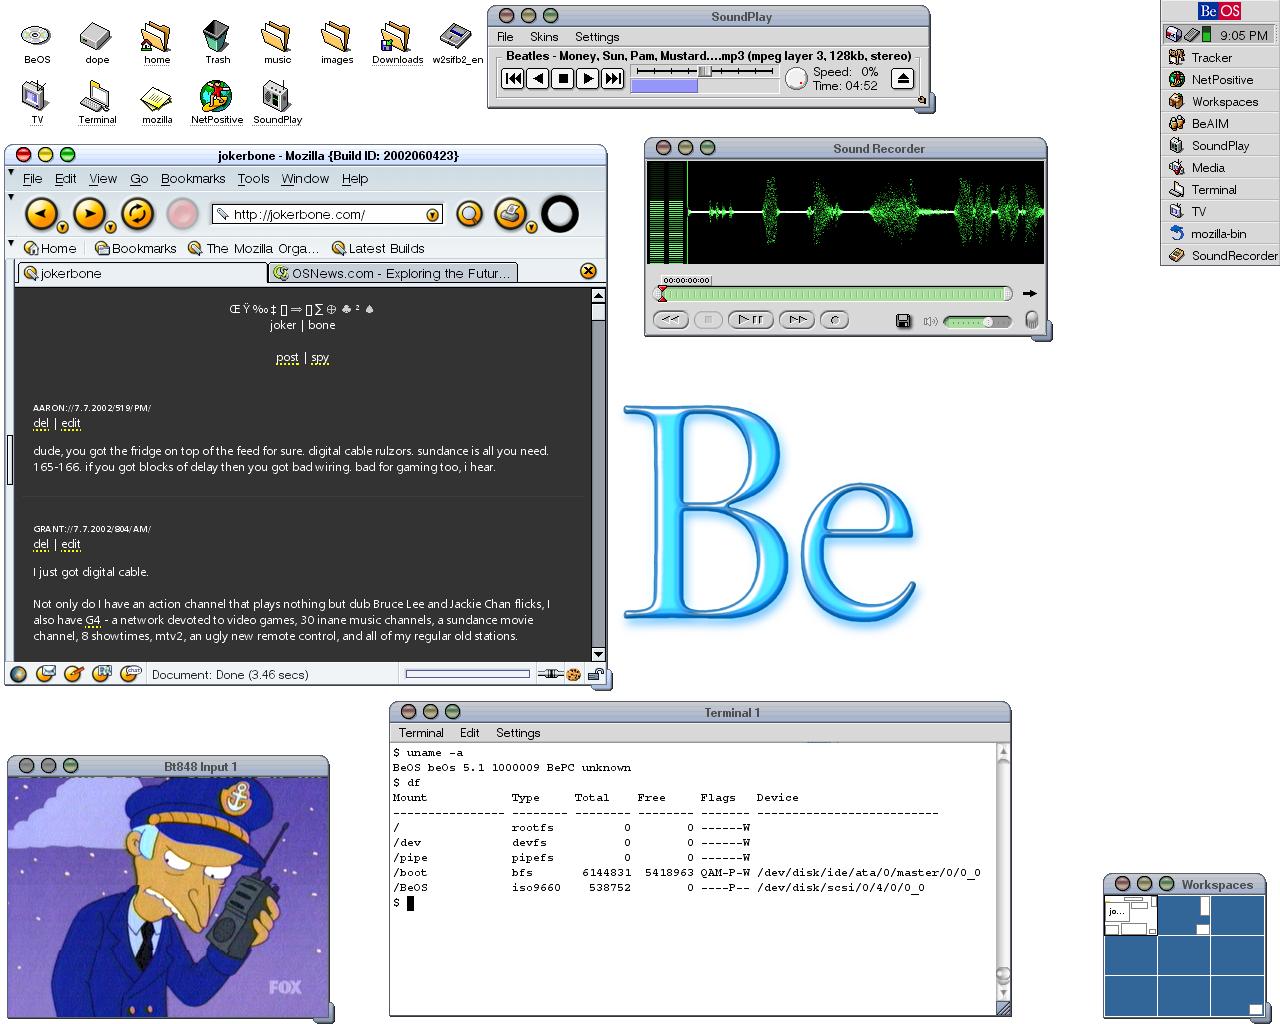 BeOS
dope
home
Trash
music
images
Downloads
w2sifb2_en
TV
Terminal
mozilla
NetPositive
SoundPlay
SoundPlay
File Skins Settings
Beatles - Money, Sun, Pam, Mustard....mp3 (mpeg layer 3, 128kb, stereo)
Speed: 0%
Time: 04:52
Be OS
9:05 PM
Tracker
NetPositive
Workspaces
BeAIM
SoundPlay
Media
Terminal
TV
mozilla-bin
SoundRecorder
jokerbone - Mozilla {Build ID: 2002060423}
File Edit View Go Bookmarks Tools Window Help
http://jokerbone.com/
Home Bookmarks The Mozilla Orga... Latest Builds
jokerbone
OSNews.com - Exploring the Futur...
joker | bone
post | spy
AARON://7.7.2002/519/PM/
del | edit
dude, you got the fridge on top of the feed for sure. digital cable rulzors. sundance is all you need.
165-166. if you got blocks of delay then you got bad wiring. bad for gaming too, i hear.
GRANT://7.7.2002/804/AM/
del | edit
I just got digital cable.
Not only do I have an action channel that plays nothing but dub Bruce Lee and Jackie Chan flicks, I
also have G4 - a network devoted to video games, 30 inane music channels, a sundance movie
channel, 8 showtimes, mtv2, an ugly new remote control, and all of my regular old stations.
Document: Done (3.46 secs)
Sound Recorder
00:00:00:00
Be
Bt848 Input 1
FOX
Terminal 1
Terminal Edit Settings
$ uname -a
BeOS beOs 5.1 1000009 BePC unknown
$ df
Mount Type Total Free Flags Device
---------------- -------- -------- -------- ------- --------------------------
/ rootfs 0 0 ------W
/dev devfs 0 0 ------W
/pipe pipefs 0 0 ------W
/boot bfs 6144831 5418963 QAM-P-W /dev/disk/ide/ata/0/master/0/0_0
/BeOS iso9660 538752 0 ----P-- /dev/disk/scsi/0/4/0/0_0
$
Workspaces
jo...